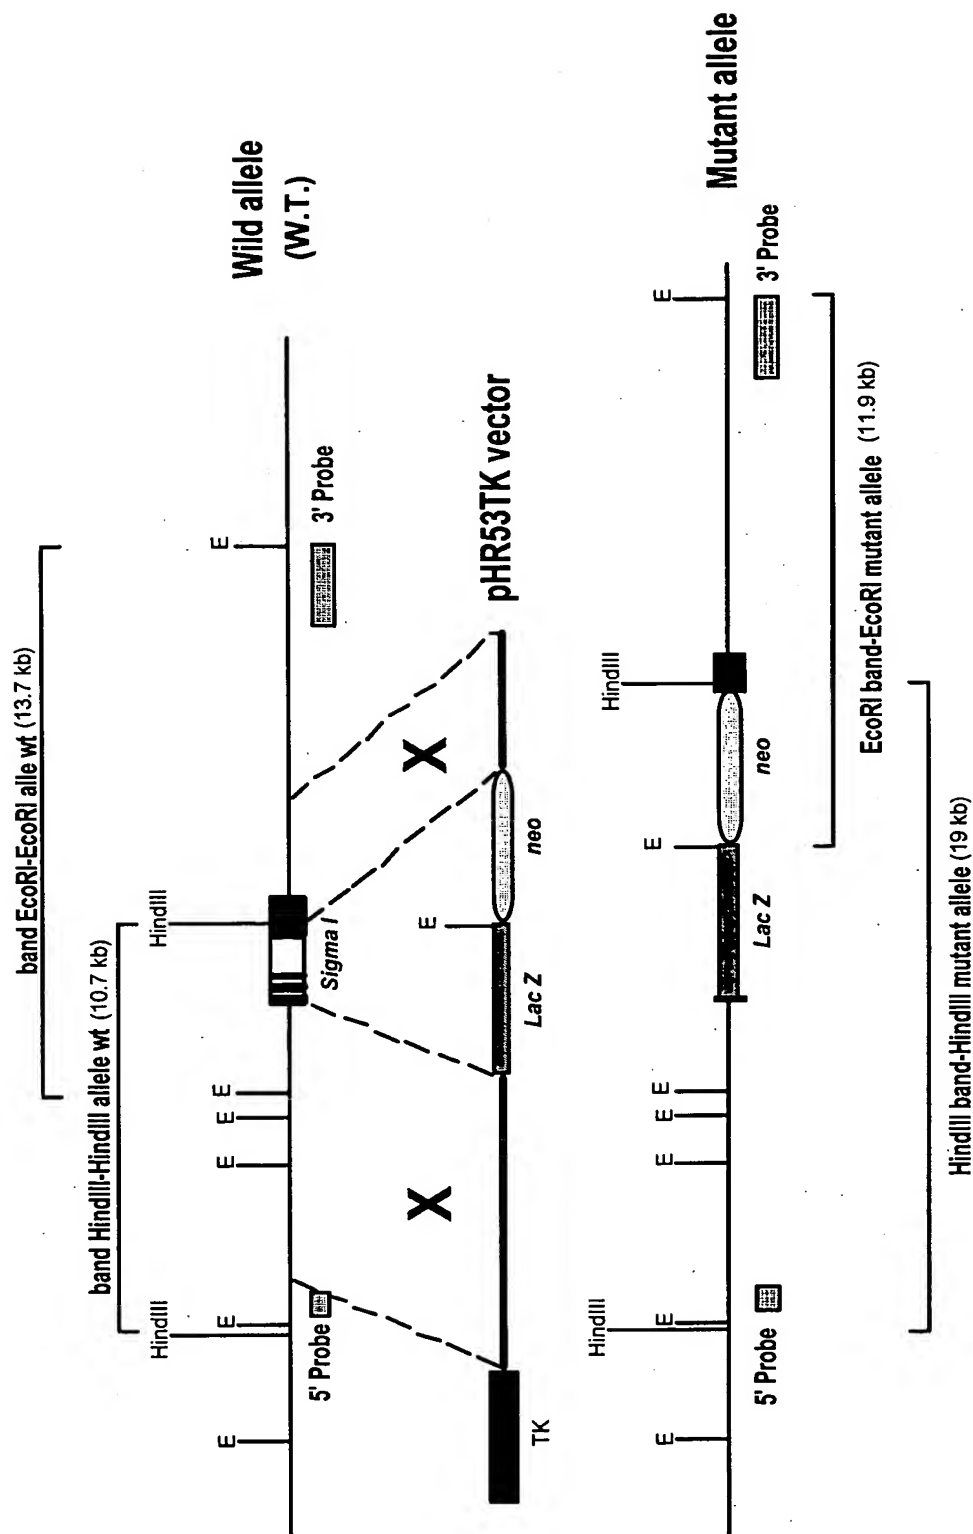 band EcoRI-EcoRI alle wt (13.7 kb)
band HindIII-HindIII allele wt (10.7 kb)
HindIII
HindIII
E
E
E
E
E
E
Wild allele
(W.T.)
Sigma I
5' Probe
3' Probe
X
X
pHR53TK vector
E
TK
Lac Z
neo
HindIII
HindIII
E
E
E
E
E
E
E
Mutant allele
Lac Z
neo
5' Probe
3' Probe
EcoRI band-EcoRI mutant allele (11.9 kb)
HindIII band-HindIII mutant allele (19 kb)